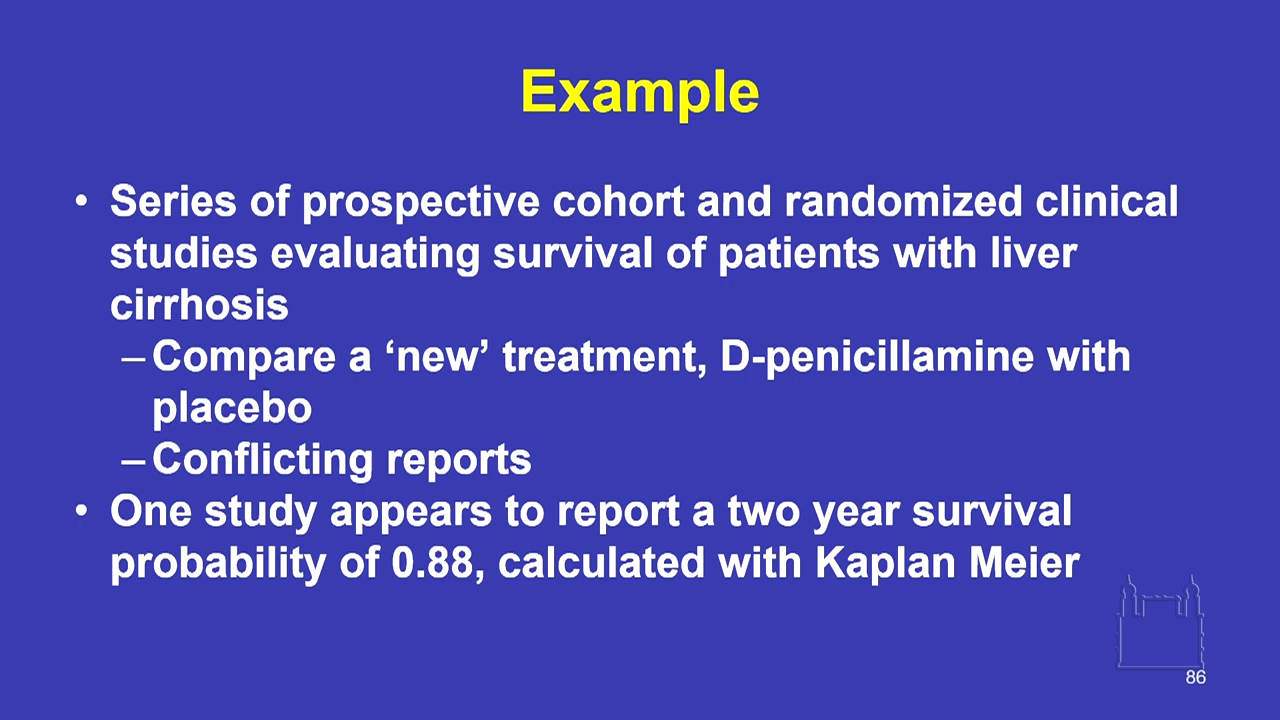 Example
• Series of prospective cohort and randomized clinical
studies evaluating survival of patients with liver
cirrhosis
– Compare a ‘new’ treatment, D-penicillamine with
placebo
– Conflicting reports
• One study appears to report a two year survival
probability of 0.88, calculated with Kaplan Meier
86